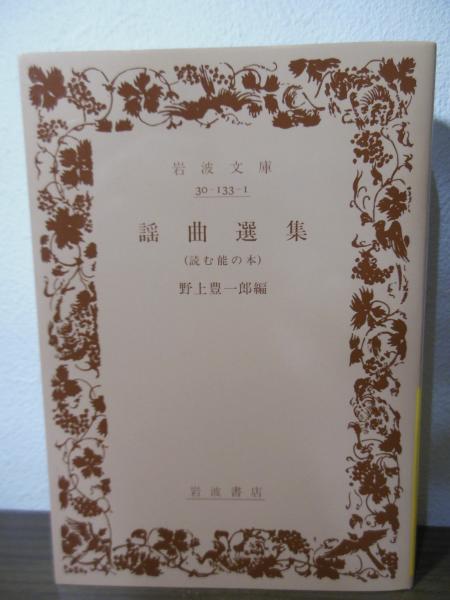 岩波文庫
30-133-1
謡曲選集
(読む能の本)
野上豊一郎編
岩波書店